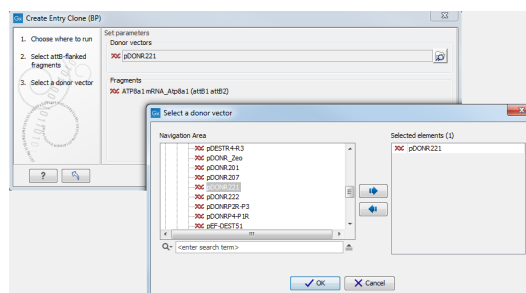 Create Entry Clone (BP)
1. Choose where to run
2. Select attB-flanked
fragments
3. Select a donor vector
Set parameters
Donor vectors
pDONR221
Fragments
ATP8a1 mRNA_Atp8a1 (attB1 attB2)
?
Select a donor vector
Navigation Area
pDESTR4-R3
pDONR_Zeo
pDONR201
pDONR207
pDONR221
pDONR222
pDONRP2R-P3
pDONRP4-P1R
pEF-DEST51
<enter search term>
Selected elements (1)
pDONR221
OK
Cancel